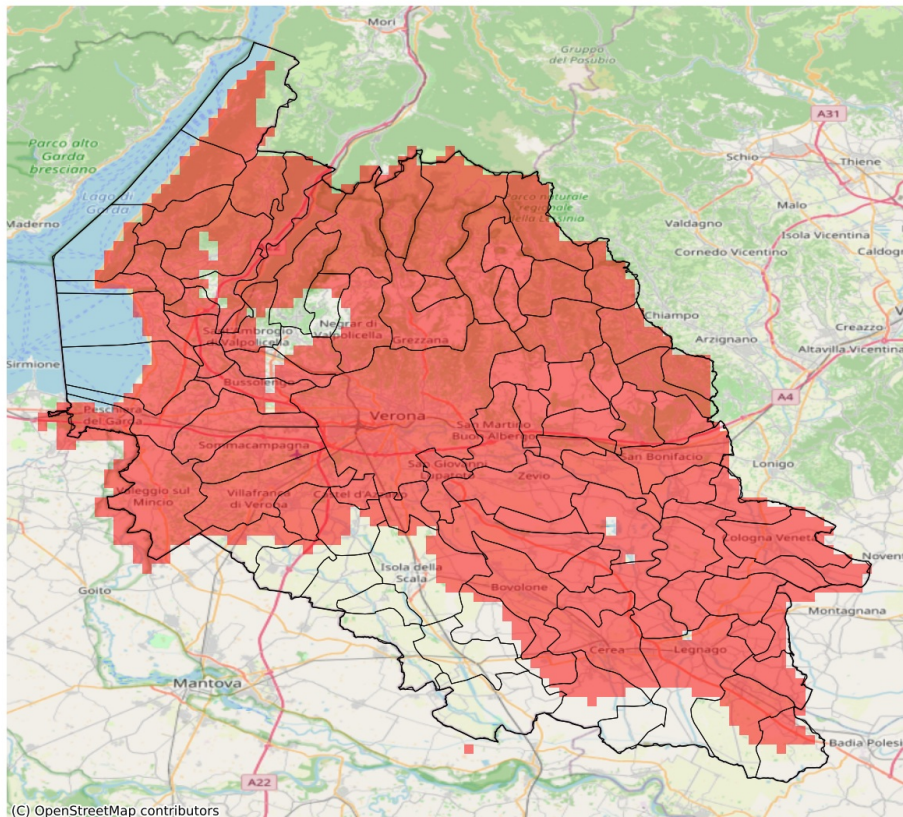 Mori
Gruppo
del Pasubio
A31
Parco alto
Garda
bresciano
Schio
Thiene
Lago di
Garda
Malo
Maderno
Valdagno
Isola Vicentina
Cornedo Vicentino
Chiampo
Creazzo
Negrar di
Valpolicella
Sant'Ambrogio
di Valpolicella
Grezzana
Arzignano
Altavilla Vicentina
Sirmione
Bussolengo
A4
Peschiera
del Garda
Verona
San Martino
Buon Albergo
Sommacampagna
San Bonifacio
Lonigo
San Giovanni
Lupatoto
Zevio
Valeggio sul
Mincio
Villafranca
di Verona
Castel d'Azzano
Cologna Veneta
Isola della
Scala
Goito
Bovolone
Montagnana
Cerea
Legnago
Mantova
Badia Polesi
A22
(C) OpenStreetMap contributors